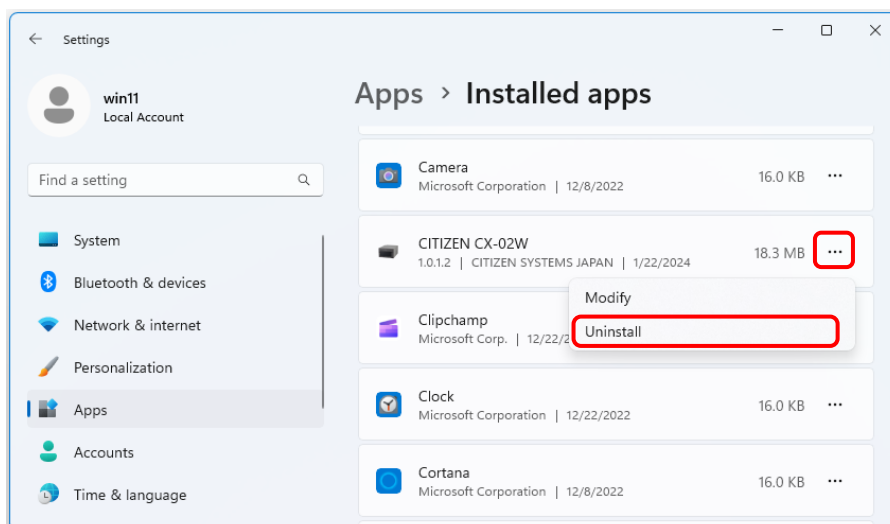 Settings
win11
Local Account
Find a setting
System
Bluetooth & devices
Network & internet
Personalization
Apps
Accounts
Time & language
Apps > Installed apps
Camera
Microsoft Corporation | 12/8/2022
16.0 KB
CITIZEN CX-02W
1.0.1.2 | CITIZEN SYSTEMS JAPAN | 1/22/2024
18.3 MB
Modify
Uninstall
Clipchamp
Microsoft Corp. | 12/22/2
Clock
Microsoft Corporation | 12/22/2022
16.0 KB
Cortana
Microsoft Corporation | 12/8/2022
16.0 KB